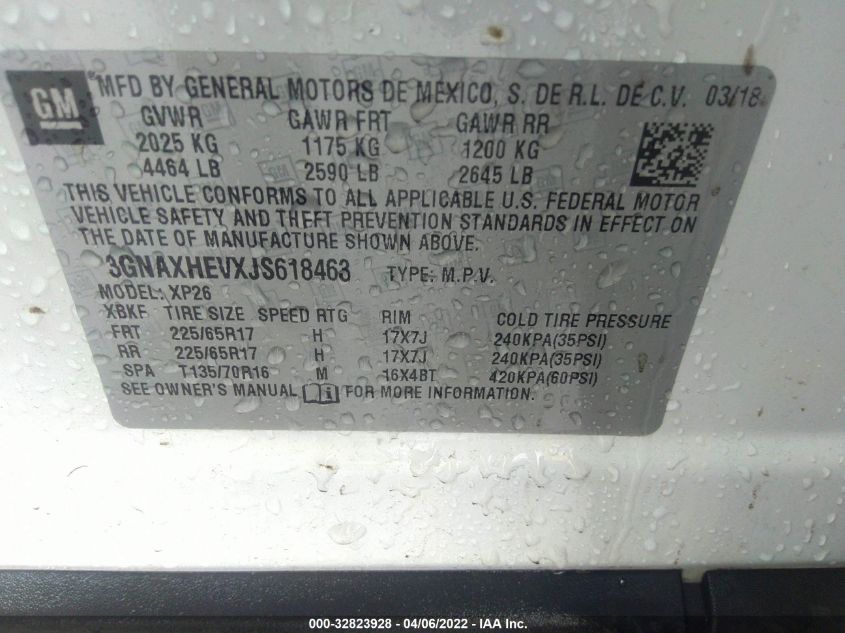 GM
MFD BY GENERAL MOTORS DE MEXICO, S. DE R.L. DE C.V. 03/18
GVWR GAWR FRT GAWR RR
2025 KG 1175 KG 1200 KG
4464 LB 2590 LB 2645 LB
THIS VEHICLE CONFORMS TO ALL APPLICABLE U.S. FEDERAL MOTOR
VEHICLE SAFETY AND THEFT PREVENTION STANDARDS IN EFFECT ON
THE DATE OF MANUFACTURE SHOWN ABOVE.
3GNAXHEVXJS618463 TYPE: M.P.V.
MODEL: XP26
XBKF TIRE SIZE SPEED RTG RIM COLD TIRE PRESSURE
FRT 225/65R17 H 17X7J 240KPA(35PSI)
RR 225/65R17 H 17X7J 240KPA(35PSI)
SPA T135/70R16 M 16X4BT 420KPA(60PSI)
SEE OWNER'S MANUAL FOR MORE INFORMATION.
000-32823928 - 04/06/2022 - IAA Inc.